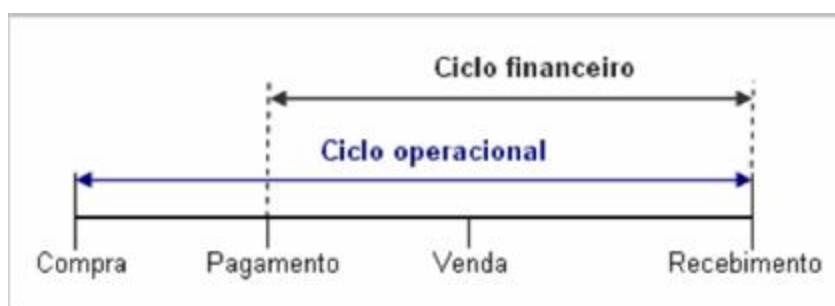 Ciclo financeiro
Ciclo operacional
Compra Pagamento Venda Recebimento